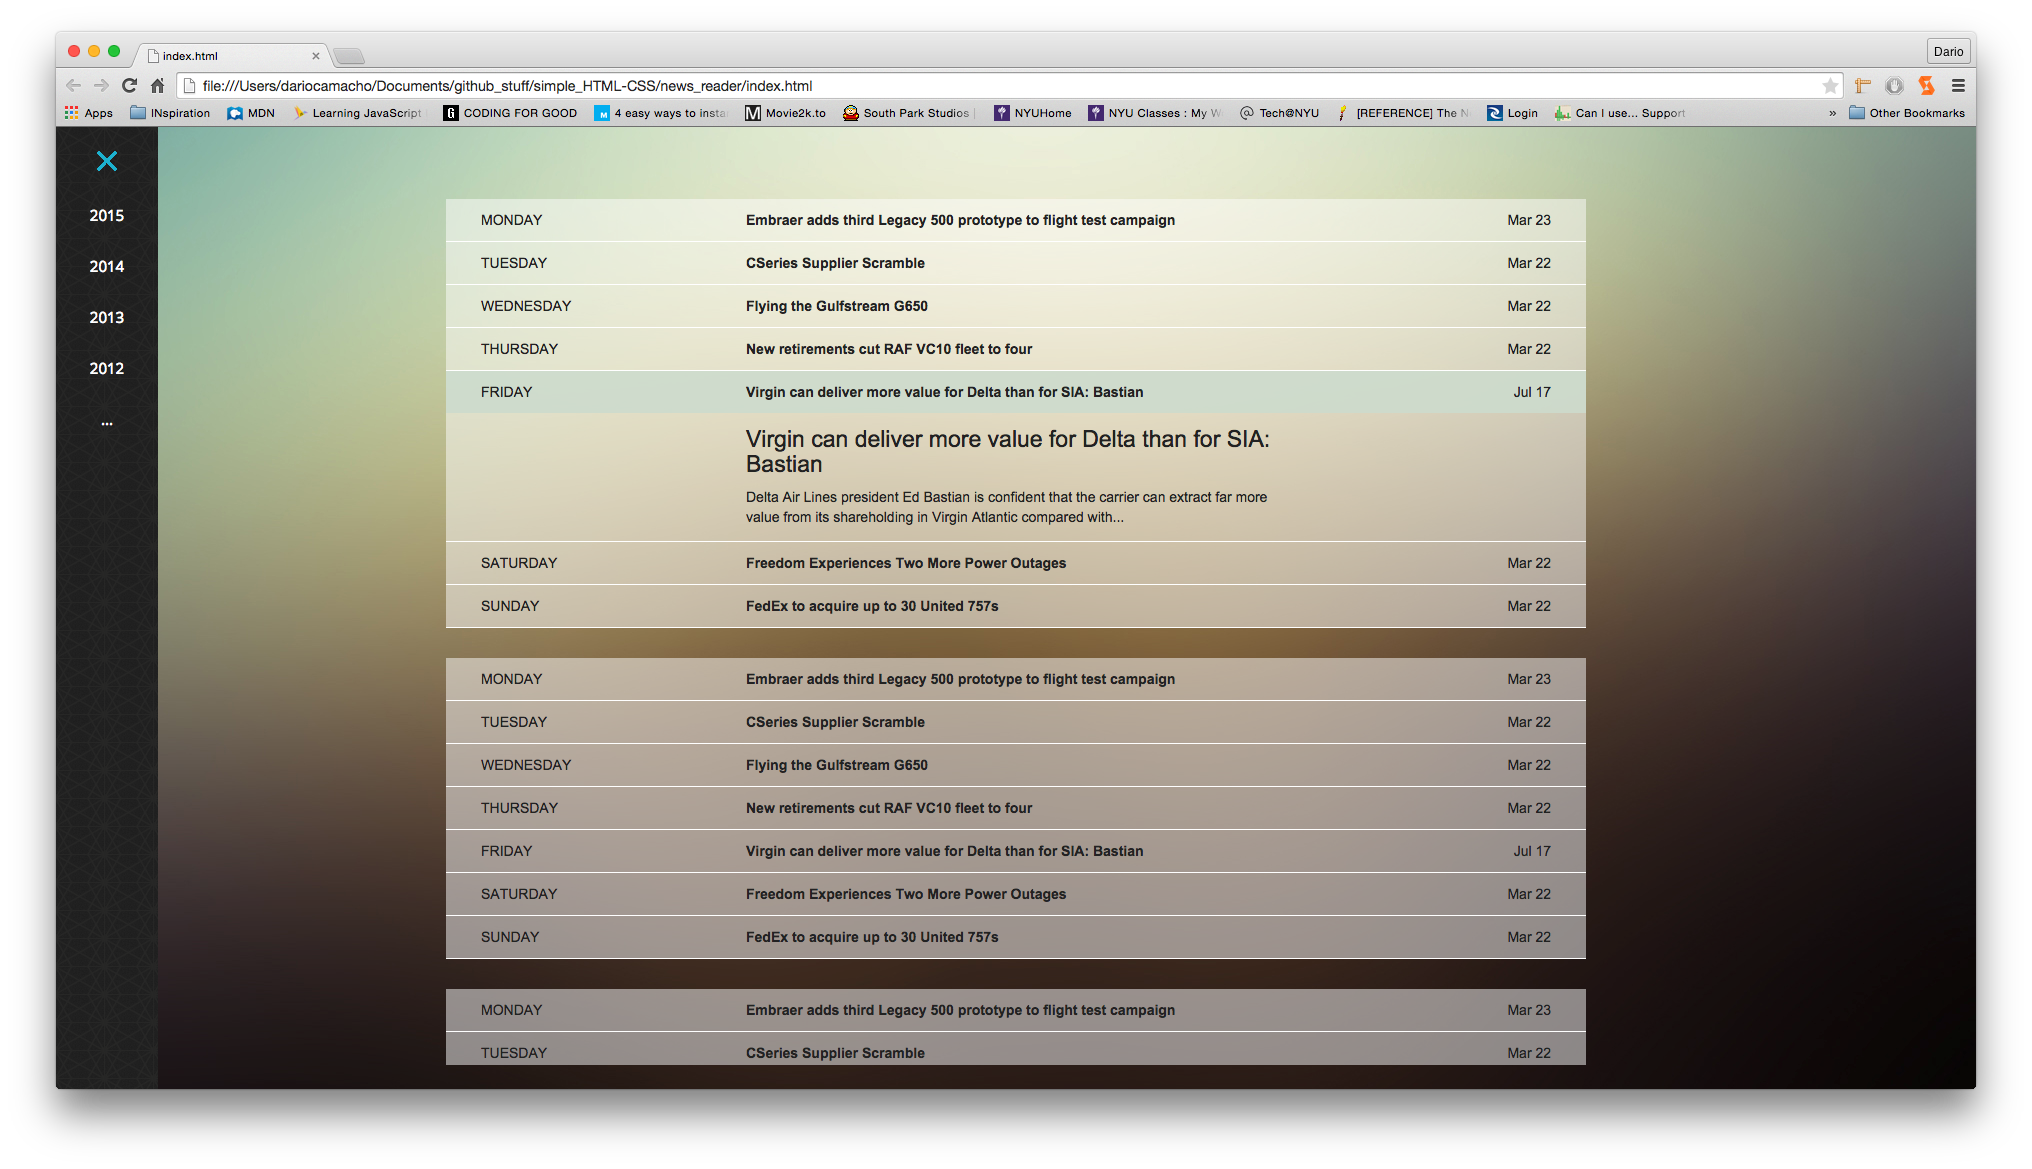 index.html
Dario
file:///Users/dariocamacho/Documents/github_stuff/simple_HTML-CSS/news_reader/index.html
Apps INspiration MDN Learning JavaScript CODING FOR GOOD 4 easy ways to insta Movie2k.to South Park Studios NYUHome NYU Classes : My W Tech@NYU [REFERENCE] The N Login Can I use... Support » Other Bookmarks
2015
2014
2013
2012
...
MONDAY Embraer adds third Legacy 500 prototype to flight test campaign Mar 23
TUESDAY CSeries Supplier Scramble Mar 22
WEDNESDAY Flying the Gulfstream G650 Mar 22
THURSDAY New retirements cut RAF VC10 fleet to four Mar 22
FRIDAY Virgin can deliver more value for Delta than for SIA: Bastian Jul 17
Virgin can deliver more value for Delta than for SIA:
Bastian
Delta Air Lines president Ed Bastian is confident that the carrier can extract far more
value from its shareholding in Virgin Atlantic compared with...
SATURDAY Freedom Experiences Two More Power Outages Mar 22
SUNDAY FedEx to acquire up to 30 United 757s Mar 22
MONDAY Embraer adds third Legacy 500 prototype to flight test campaign Mar 23
TUESDAY CSeries Supplier Scramble Mar 22
WEDNESDAY Flying the Gulfstream G650 Mar 22
THURSDAY New retirements cut RAF VC10 fleet to four Mar 22
FRIDAY Virgin can deliver more value for Delta than for SIA: Bastian Jul 17
SATURDAY Freedom Experiences Two More Power Outages Mar 22
SUNDAY FedEx to acquire up to 30 United 757s Mar 22
MONDAY Embraer adds third Legacy 500 prototype to flight test campaign Mar 23
TUESDAY CSeries Supplier Scramble Mar 22